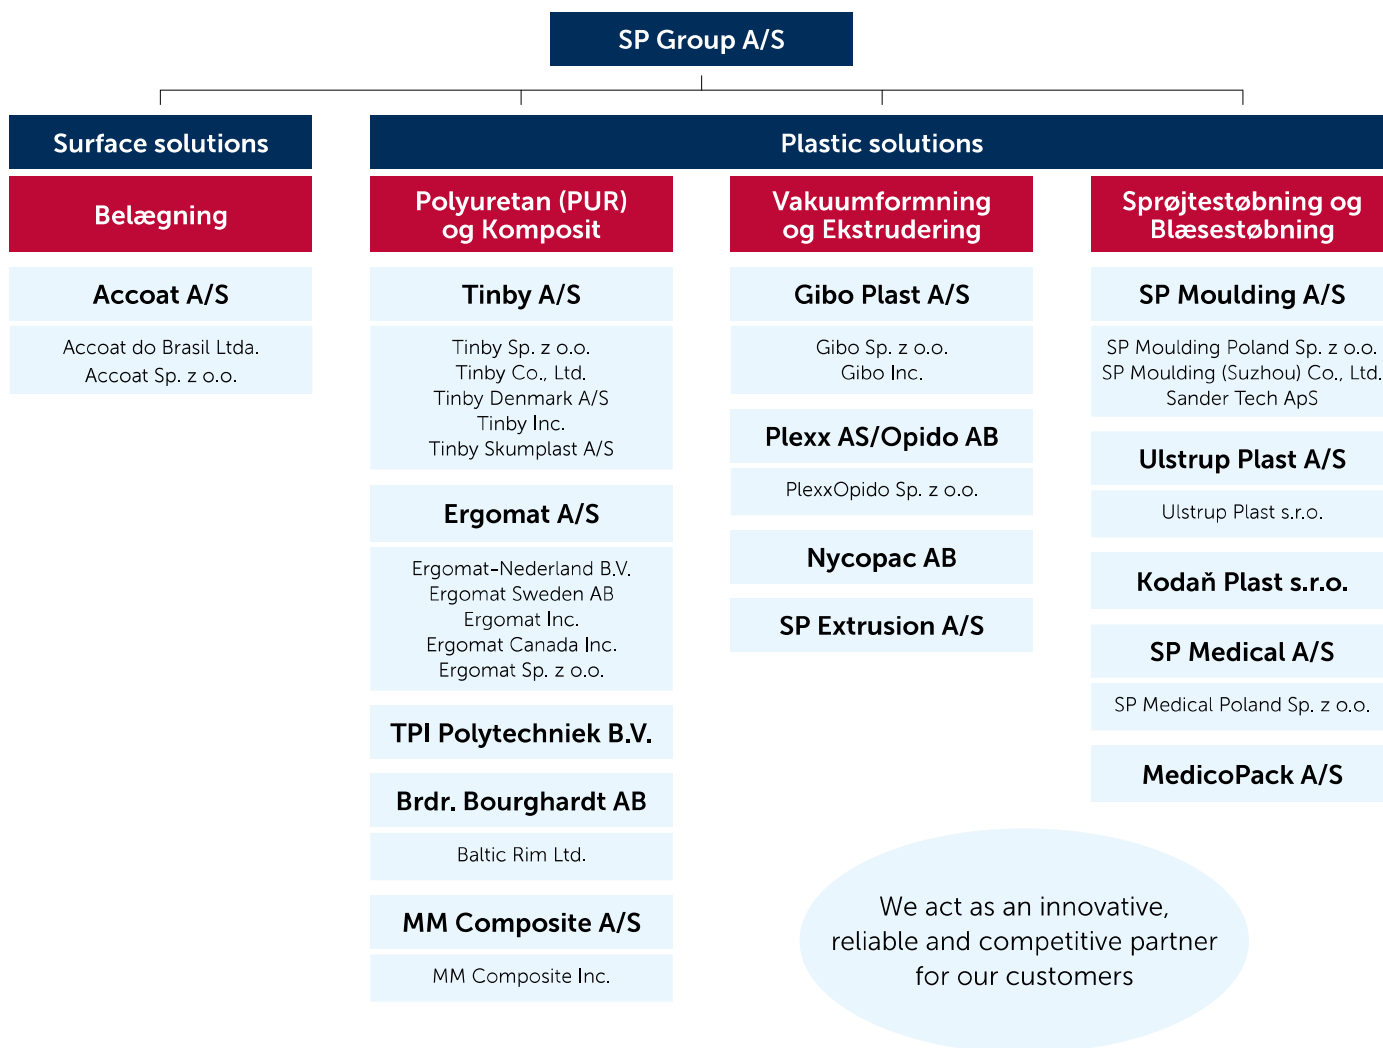 SP Group A/S
Surface solutions
Plastic solutions
Belægning
Accoat A/S
Accoat do Brasil Ltda.
Accoat Sp. z o.o.
Polyuretan (PUR)
og Komposit
Tinby A/S
Tinby Sp. z o.o.
Tinby Co., Ltd.
Tinby Denmark A/S
Tinby Inc.
Tinby Skumplast A/S
Ergomat A/S
Ergomat-Nederland B.V.
Ergomat Sweden AB
Ergomat Inc.
Ergomat Canada Inc.
Ergomat Sp. z o.o.
TPI Polytechniek B.V.
Brdr. Bourghardt AB
Baltic Rim Ltd.
MM Composite A/S
MM Composite Inc.
Vakuumformning
og Ekstrudering
Gibo Plast A/S
Gibo Sp. z o.o.
Gibo Inc.
Plexx AS/Opido AB
PlexxOpido Sp. z o.o.
Nycopac AB
SP Extrusion A/S
Sprøjtestøbning og
Blæsestøbning
SP Moulding A/S
SP Moulding Poland Sp. z o.o.
SP Moulding (Suzhou) Co., Ltd.
Sander Tech ApS
Ulstrup Plast A/S
Ulstrup Plast s.r.o.
Kodaň Plast s.r.o.
SP Medical A/S
SP Medical Poland Sp. z o.o.
MedicoPack A/S
We act as an innovative,
reliable and competitive partner
for our customers